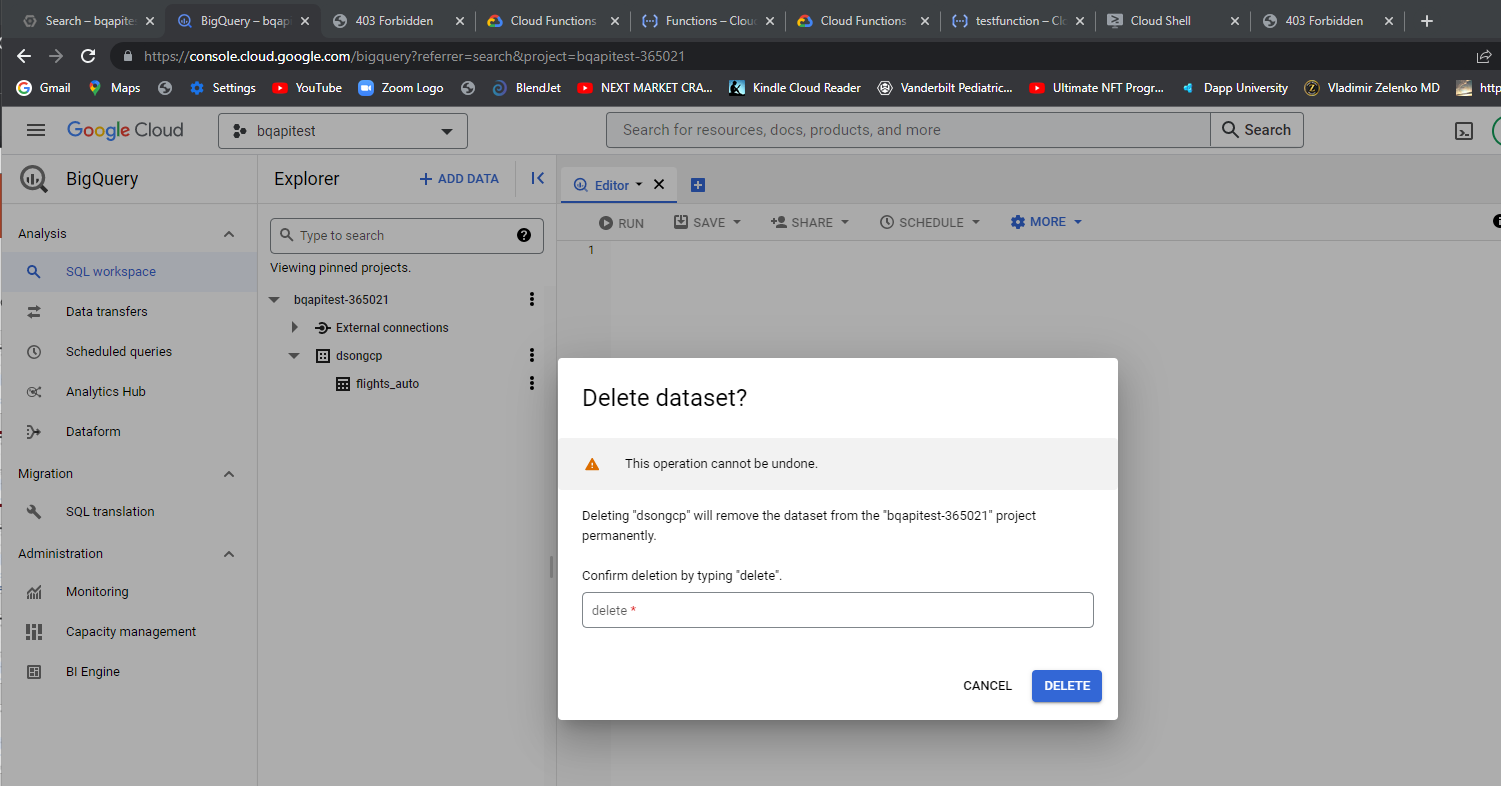 Search – bqapites
BigQuery – bqap
403 Forbidden
Cloud Functions
Functions – Clou
Cloud Functions
testfunction – Clo
Cloud Shell
403 Forbidden
https://console.cloud.google.com/bigquery?referrer=search&project=bqapitest-365021
Gmail
Maps
Settings
YouTube
Zoom Logo
BlendJet
NEXT MARKET CRA...
Kindle Cloud Reader
Vanderbilt Pediatric...
Ultimate NFT Progr...
Dapp University
Vladimir Zelenko MD
http
Google Cloud
bqapitest
Search for resources, docs, products, and more
Search
BigQuery
Analysis
SQL workspace
Data transfers
Scheduled queries
Analytics Hub
Dataform
Migration
SQL translation
Administration
Monitoring
Capacity management
BI Engine
Explorer
+ ADD DATA
Type to search
Viewing pinned projects.
bqapitest-365021
External connections
dsongcp
flights_auto
Editor
RUN
SAVE
SHARE
SCHEDULE
MORE
1
Delete dataset?
This operation cannot be undone.
Deleting "dsongcp" will remove the dataset from the "bqapitest-365021" project
permanently.
Confirm deletion by typing "delete".
delete *
CANCEL
DELETE